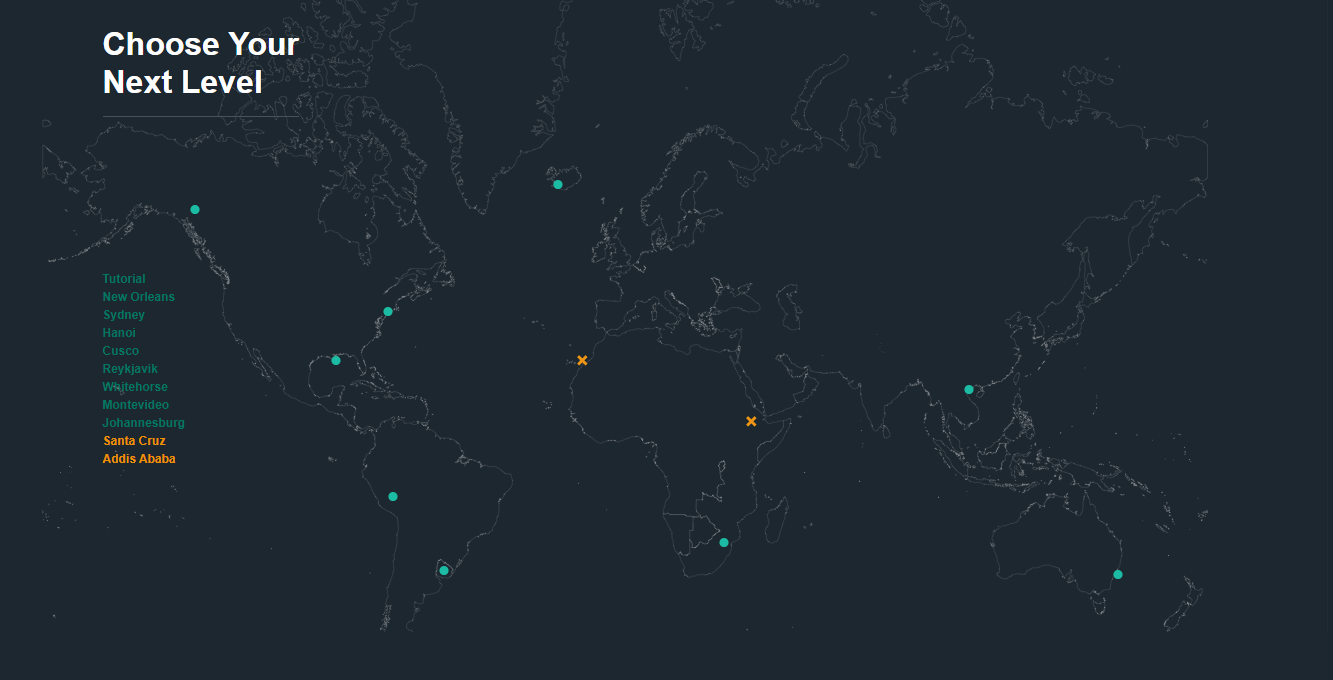 Choose Your
Next Level
Tutorial
New Orleans
Sydney
Hanoi
Cusco
Reykjavik
Whitehorse
Montevideo
Johannesburg
Santa Cruz
Addis Ababa